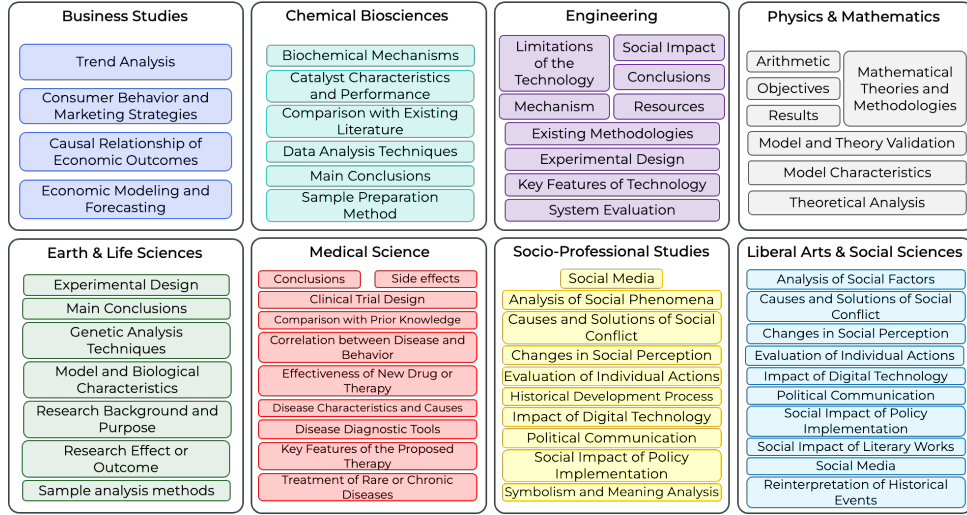 Business Studies
Trend Analysis
Consumer Behavior and
Marketing Strategies
Causal Relationship of
Economic Outcomes
Economic Modeling and
Forecasting
Chemical Biosciences
Biochemical Mechanisms
Catalyst Characteristics
and Performance
Comparison with Existing
Literature
Data Analysis Techniques
Main Conclusions
Sample Preparation
Method
Engineering
Limitations
of the
Technology
Social Impact
Conclusions
Mechanism
Resources
Existing Methodologies
Experimental Design
Key Features of Technology
System Evaluation
Physics & Mathematics
Arithmetic
Objectives
Results
Mathematical
Theories and
Methodologies
Model and Theory Validation
Model Characteristics
Theoretical Analysis
Earth & Life Sciences
Experimental Design
Main Conclusions
Genetic Analysis
Techniques
Model and Biological
Characteristics
Research Background and
Purpose
Research Effect or
Outcome
Sample analysis methods
Medical Science
Conclusions
Side effects
Clinical Trial Design
Comparison with Prior Knowledge
Correlation between Disease and
Behavior
Effectiveness of New Drug or
Therapy
Disease Characteristics and Causes
Disease Diagnostic Tools
Key Features of the Proposed
Therapy
Treatment of Rare or Chronic
Diseases
Socio-Professional Studies
Social Media
Analysis of Social Phenomena
Causes and Solutions of Social
Conflict
Changes in Social Perception
Evaluation of Individual Actions
Historical Development Process
Impact of Digital Technology
Political Communication
Social Impact of Policy
Implementation
Symbolism and Meaning Analysis
Liberal Arts & Social Sciences
Analysis of Social Factors
Causes and Solutions of Social
Conflict
Changes in Social Perception
Evaluation of Individual Actions
Impact of Digital Technology
Political Communication
Social Impact of Policy
Implementation
Social Impact of Literary Works
Social Media
Reinterpretation of Historical
Events